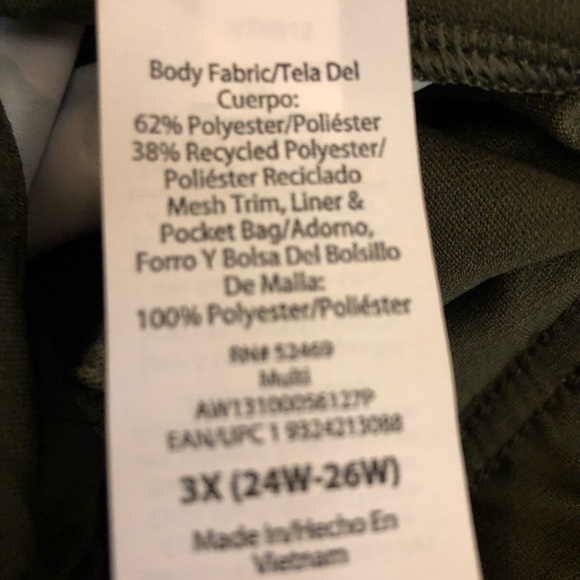 Body Fabric/Tela Del
Cuerpo:
62% Polyester/Poliéster
38% Recycled Polyester/
Poliéster Reciclado
Mesh Trim, Liner &
Pocket Bag/Adorno,
Forro Y Bolsa Del Bolsillo
De Malla:
100% Polyester/Poliéster
RN# 52469
Multi
AW13100056127P
EAN/UPC 1 9324213088
3X (24W-26W)
Made in/Hecho En
Vietnam